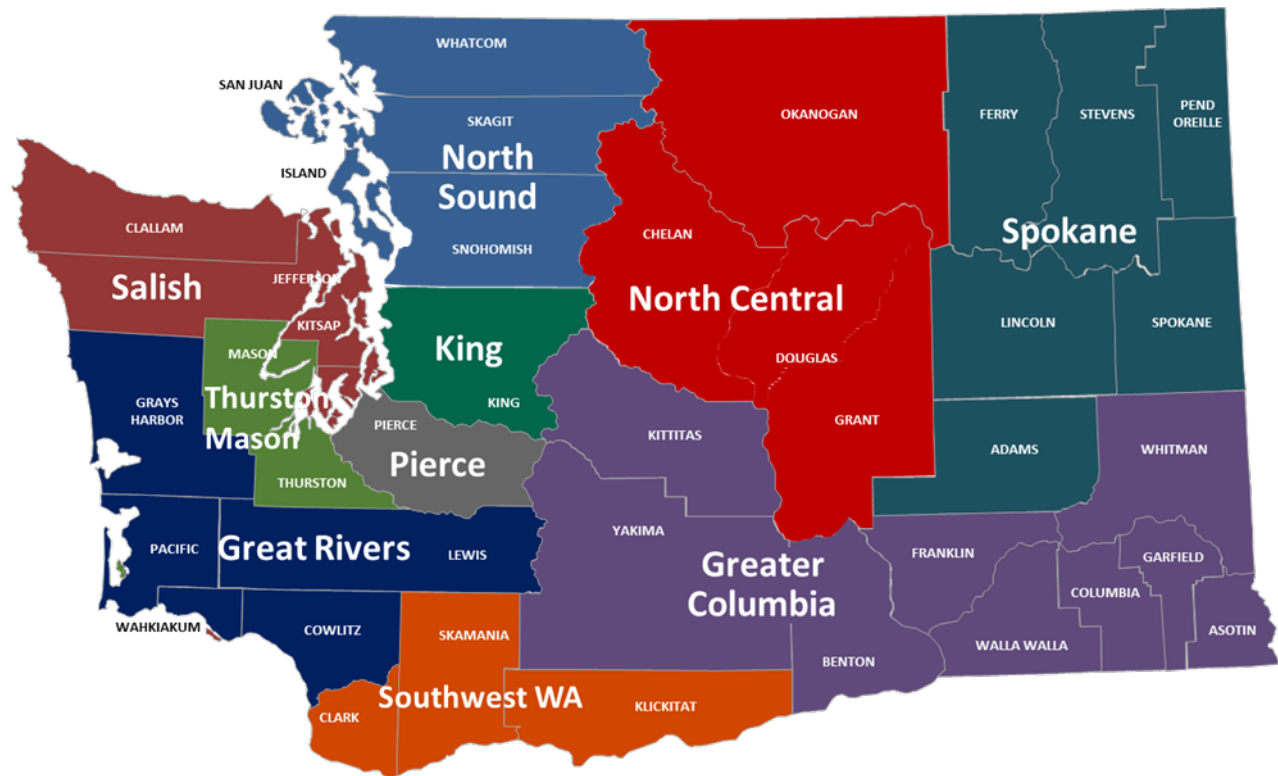 WHATCOM
SAN JUAN
SKAGIT
North
Sound
ISLAND
SNOHOMISH
OKANOGAN
FERRY
STEVENS
PEND
OREILLE
CLALLAM
Salish
JEFFERSON
KITSAP
CHELAN
North Central
DOUGLAS
GRANT
Spokane
LINCOLN
SPOKANE
ADAMS
King
KING
MASON
Thurston
Mason
THURSTON
GRAYS
HARBOR
PIERCE
Pierce
KITTITAS
WHITMAN
PACIFIC
Great Rivers
LEWIS
YAKIMA
Greater
Columbia
FRANKLIN
GARFIELD
COLUMBIA
WAHKIAKUM
COWLITZ
SKAMANIA
BENTON
WALLA WALLA
ASOTIN
Southwest WA
CLARK
KLICKITAT